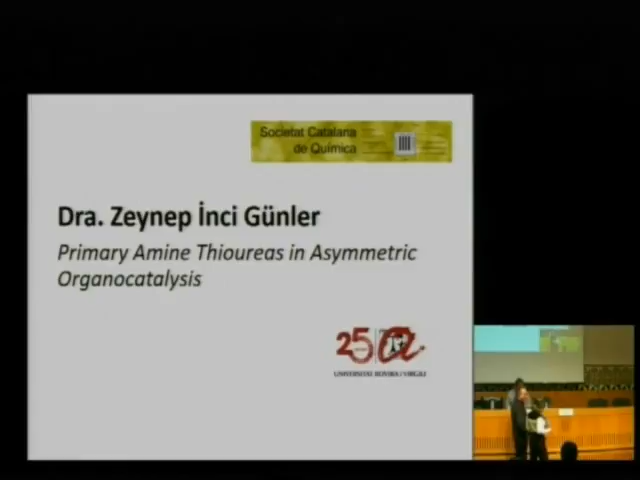 Societat Catalana
de Química
Dra. Zeynep İnci Günler
Primary Amine Thioureas in Asymmetric
Organocatalysis
25
UNIVERSITAT ROVIRA I VIRGILI